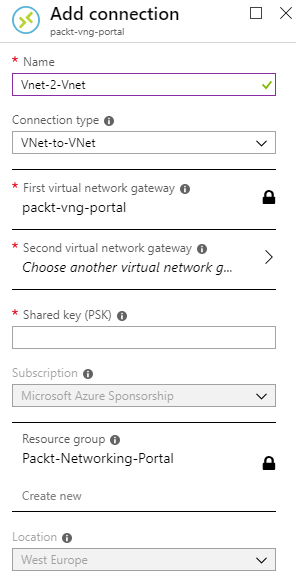 Add connection
packt-vng-portal
* Name
Vnet-2-Vnet
Connection type
VNet-to-VNet
* First virtual network gateway
packt-vng-portal
* Second virtual network gateway
Choose another virtual network g...
* Shared key (PSK)
Subscription
Microsoft Azure Sponsorship
Resource group
Packt-Networking-Portal
Create new
Location
West Europe